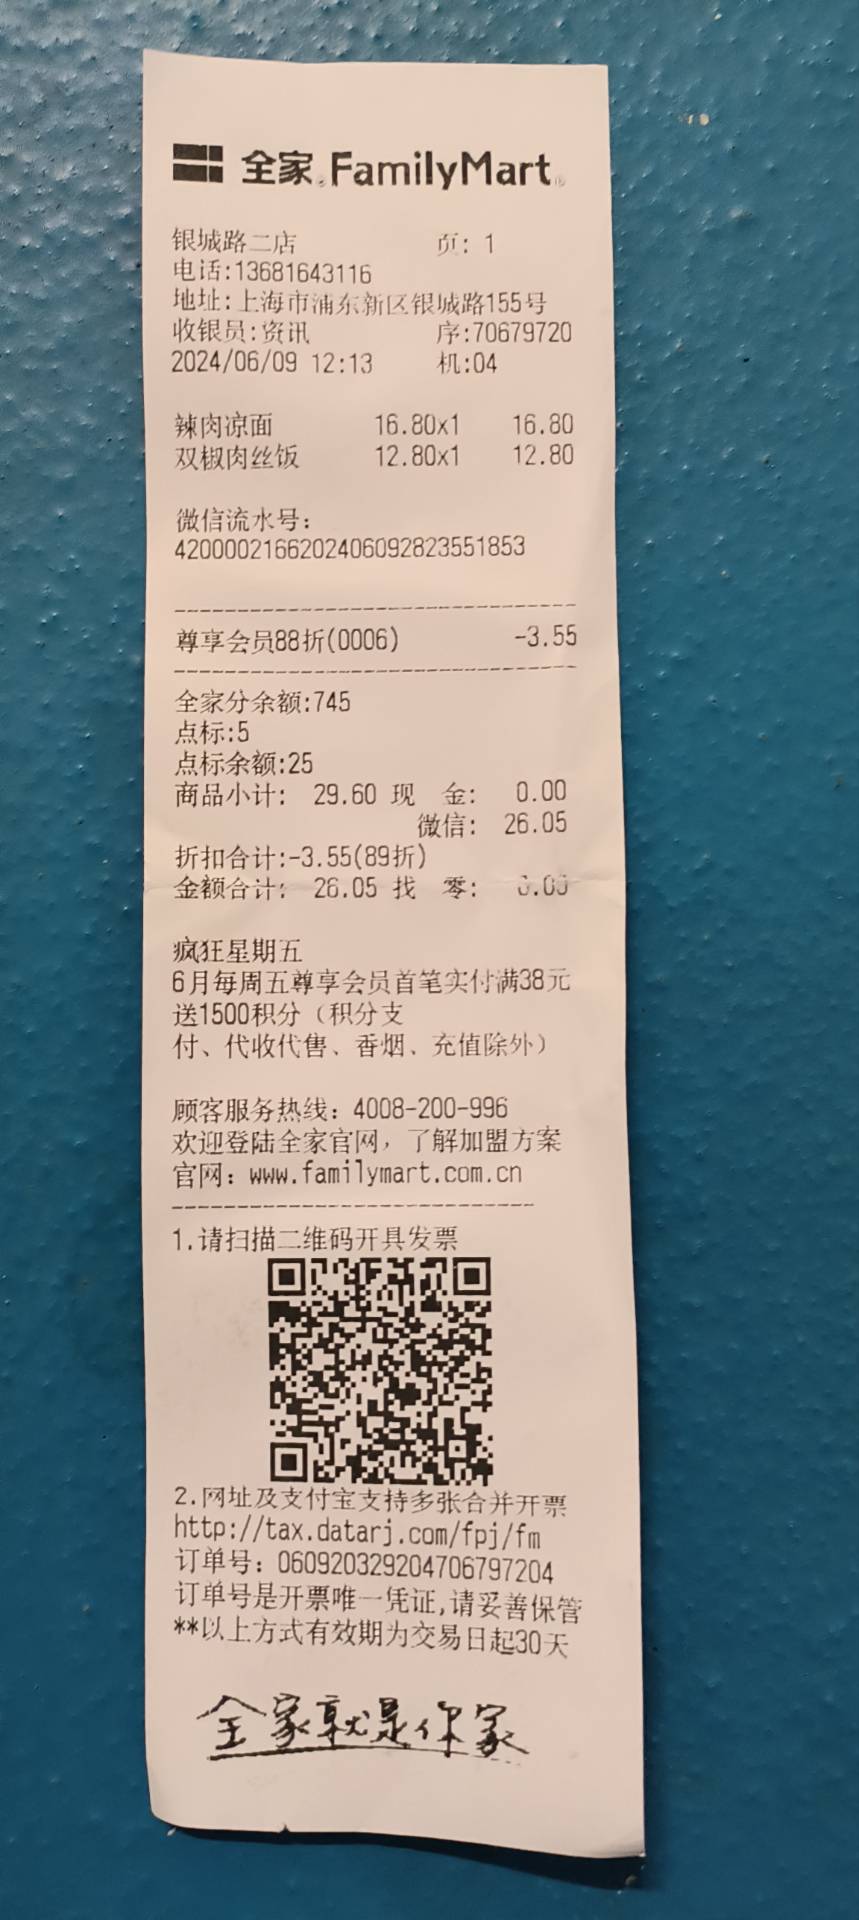 全家 FamilyMart
银城路二店 页: 1
电话:13681643116
地址:上海市浦东新区银城路155号
收银员:资讯 序:70679720
2024/06/09 12:13 机:04
辣肉凉面 16.80x1 16.80
双椒肉丝饭 12.80x1 12.80
微信流水号:
4200002166202406092823551853
尊享会员88折(0006) -3.55
全家分余额:745
点标:5
点标余额:25
商品小计: 29.60 现 金: 0.00
微信: 26.05
折扣合计:-3.55(89折)
金额合计: 26.05 找 零: 0.00
疯狂星期五
6月每周五尊享会员首笔实付满38元
送1500积分（积分支
付、代收代售、香烟、充值除外）
顾客服务热线: 4008-200-996
欢迎登陆全家官网，了解加盟方案
官网: www.familymart.com.cn
1.请扫描二维码开具发票
2.网址及支付宝支持多张合并开票
http://tax.datarj.com/fpj/fm
订单号: 060920329204706797204
订单号是开票唯一凭证,请妥善保管
**以上方式有效期为交易日起30天
全家就是你家